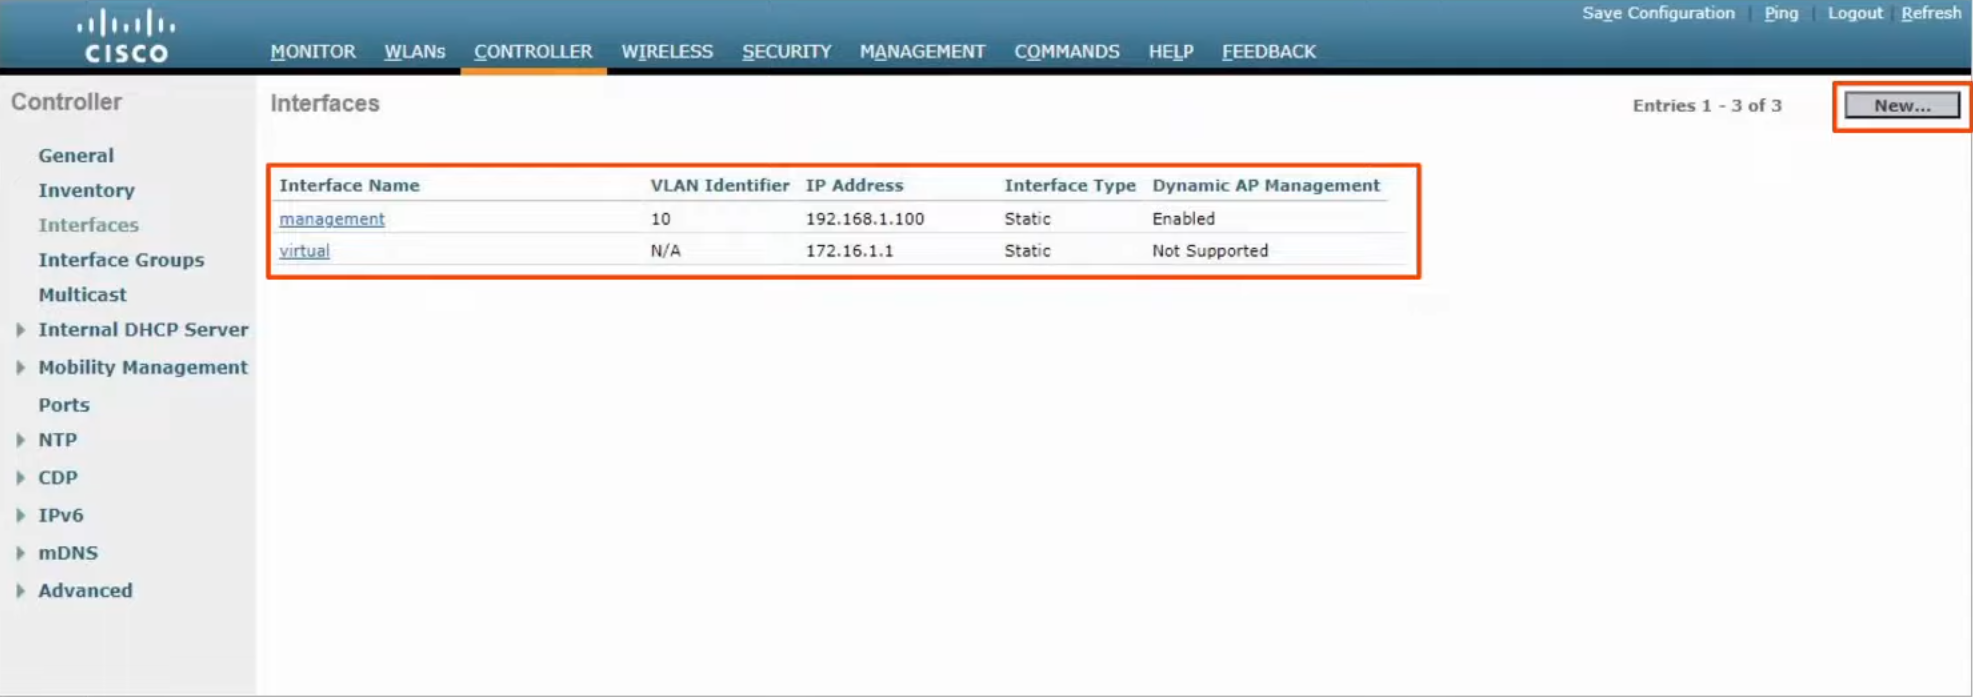 Save Configuration Ping Logout Refresh
CISCO
MONITOR WLANs CONTROLLER WIRELESS SECURITY MANAGEMENT COMMANDS HELP FEEDBACK
Controller
General
Inventory
Interfaces
Interface Groups
Multicast
Internal DHCP Server
Mobility Management
Ports
NTP
CDP
IPv6
mDNS
Advanced
Interfaces
Entries 1 - 3 of 3 New...
Interface Name VLAN Identifier IP Address Interface Type Dynamic AP Management
management 10 192.168.1.100 Static Enabled
virtual N/A 172.16.1.1 Static Not Supported